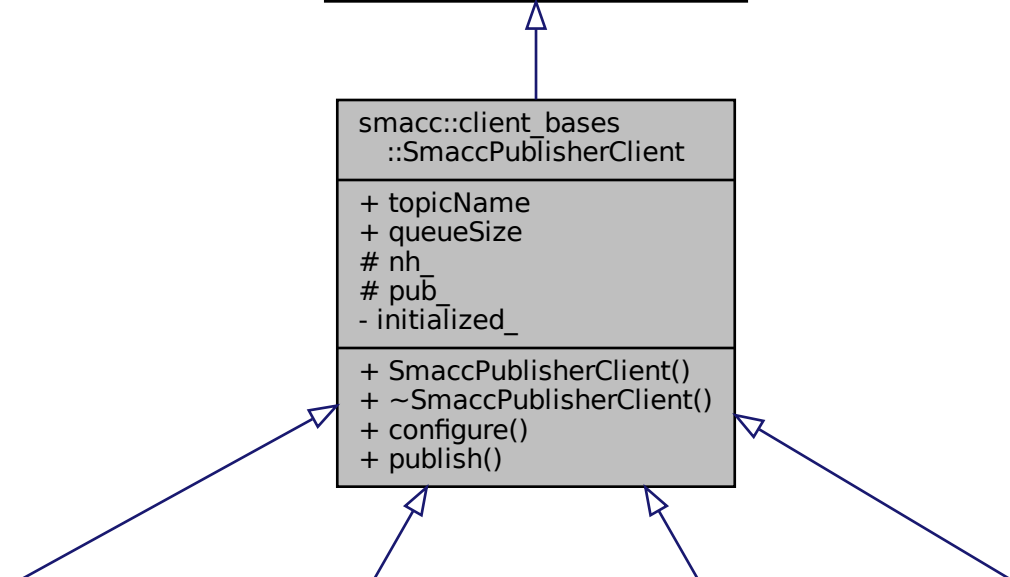 smacc::client_bases
::SmaccPublisherClient
+ topicName
+ queueSize
# nh_
# pub_
- initialized_
+ SmaccPublisherClient()
+ ~SmaccPublisherClient()
+ configure()
+ publish()